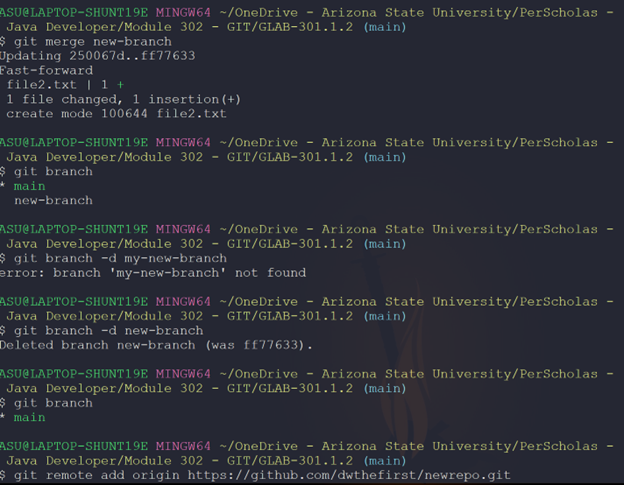 ASU@LAPTOP-SHUNT19E MINGW64 ~/OneDrive - Arizona State University/PerScholas -
Java Developer/Module 302 - GIT/GLAB-301.1.2 (main)
$ git merge new-branch
Updating 250067d..ff77633
Fast-forward
file2.txt | 1 +
1 file changed, 1 insertion(+)
create mode 100644 file2.txt
ASU@LAPTOP-SHUNT19E MINGW64 ~/OneDrive - Arizona State University/PerScholas -
Java Developer/Module 302 - GIT/GLAB-301.1.2 (main)
$ git branch
* main
new-branch
ASU@LAPTOP-SHUNT19E MINGW64 ~/OneDrive - Arizona State University/PerScholas -
Java Developer/Module 302 - GIT/GLAB-301.1.2 (main)
$ git branch -d my-new-branch
error: branch 'my-new-branch' not found
ASU@LAPTOP-SHUNT19E MINGW64 ~/OneDrive - Arizona State University/PerScholas -
Java Developer/Module 302 - GIT/GLAB-301.1.2 (main)
$ git branch -d new-branch
Deleted branch new-branch (was ff77633).
ASU@LAPTOP-SHUNT19E MINGW64 ~/OneDrive - Arizona State University/PerScholas -
Java Developer/Module 302 - GIT/GLAB-301.1.2 (main)
$ git branch
* main
ASU@LAPTOP-SHUNT19E MINGW64 ~/OneDrive - Arizona State University/PerScholas -
Java Developer/Module 302 - GIT/GLAB-301.1.2 (main)
$ git remote add origin https://github.com/dwthefirst/newrepo.git